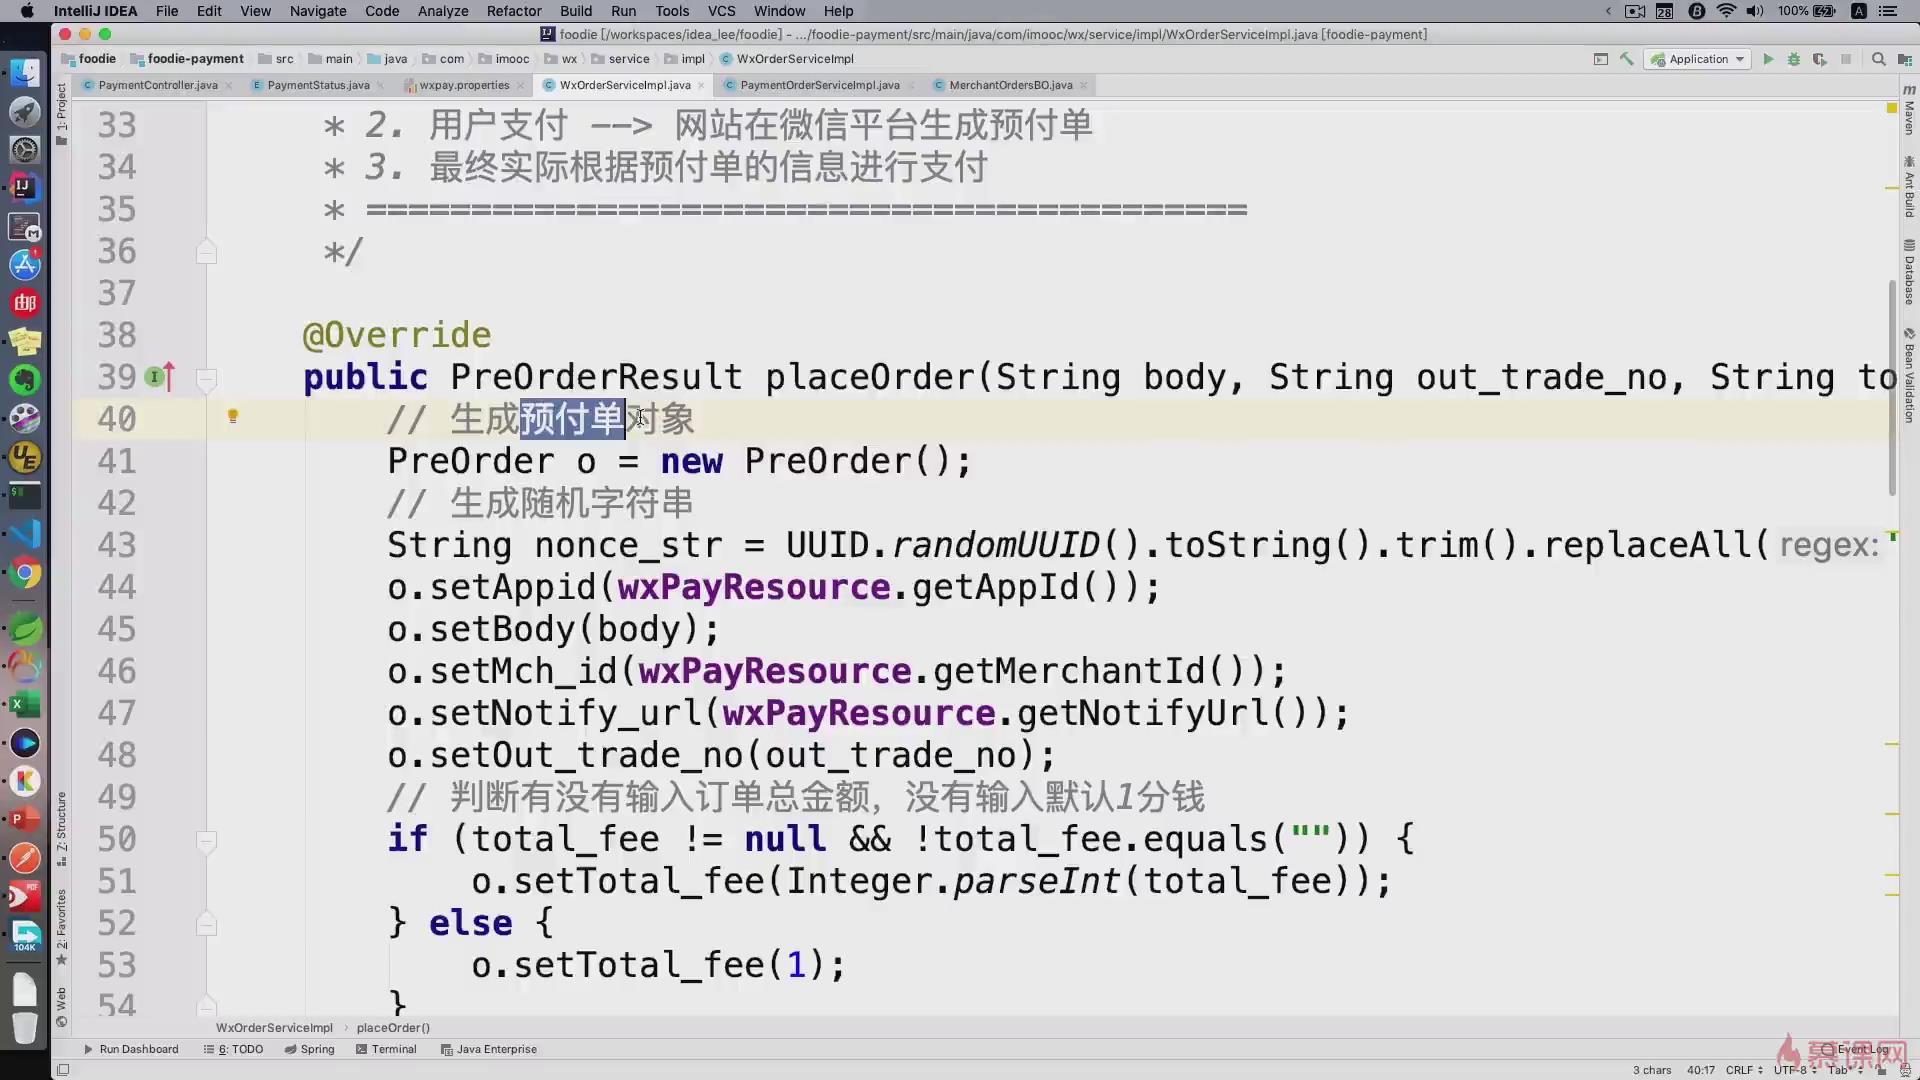 IntelliJ IDEA File Edit View Navigate Code Analyze Refactor Build Run Tools VCS Window Help 28 100% A
foodie [/workspaces/idea_lee/foodie] - .../foodie-payment/src/main/java/com/imooc/wx/service/impl/WxOrderServiceImpl.java [foodie-payment]
foodie foodie-payment src main java com imooc wx service impl WxOrderServiceImpl Application
PaymentController.java PaymentStatus.java wxpay.properties WxOrderServiceImpl.java PaymentOrderServiceImpl.java MerchantOrdersBO.java
1: Project
Maven
Ant Build
Database
Bean Validation
33 * 2. 用户支付 --> 网站在微信平台生成预付单
34 * 3. 最终实际根据预付单的信息进行支付
35 * ==========================================
36 */
37
38 @Override
39 public PreOrderResult placeOrder(String body, String out_trade_no, String to
40 // 生成预付单对象
41 PreOrder o = new PreOrder();
42 // 生成随机字符串
43 String nonce_str = UUID.randomUUID().toString().trim().replaceAll( regex:
44 o.setAppid(wxPayResource.getAppId());
45 o.setBody(body);
46 o.setMch_id(wxPayResource.getMerchantId());
47 o.setNotify_url(wxPayResource.getNotifyUrl());
48 o.setOut_trade_no(out_trade_no);
49 // 判断有没有输入订单总金额，没有输入默认1分钱
50 if (total_fee != null && !total_fee.equals("")) {
51 o.setTotal_fee(Integer.parseInt(total_fee));
52 } else {
53 o.setTotal_fee(1);
54 }
Z: Structure
2: Favorites
Web
WxOrderServiceImpl placeOrder()
Run Dashboard 6: TODO Spring Terminal Java Enterprise Event Log
慕课网
3 chars 40:17 CRLF UTF-8 Tab